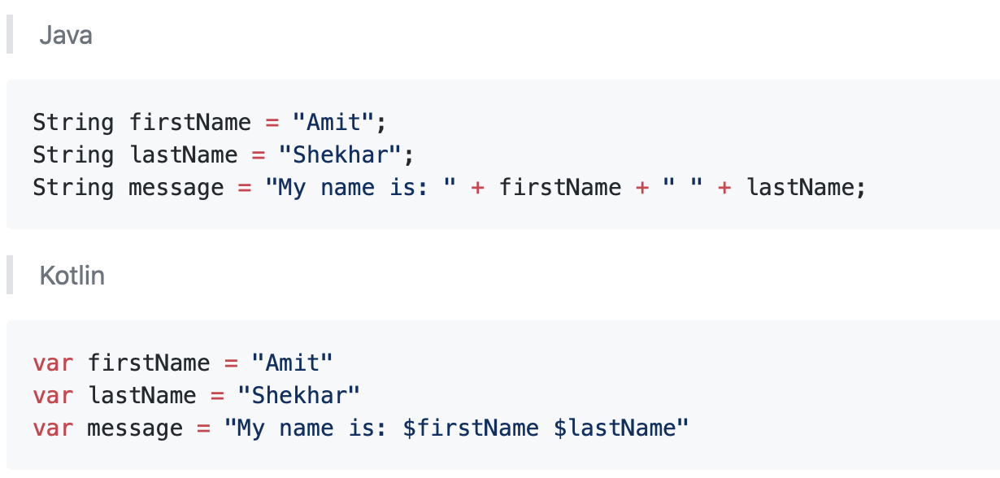 Java
String firstName = "Amit";
String lastName = "Shekhar";
String message = "My name is: " + firstName + " " + lastName;
Kotlin
var firstName = "Amit"
var lastName = "Shekhar"
var message = "My name is: $firstName $lastName"